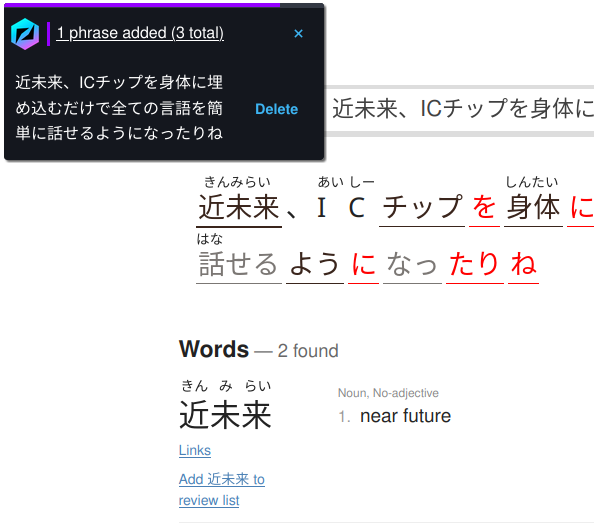 1 phrase added (3 total)
×
近未来、ICチップを身体に埋
め込むだけで全ての言語を簡
単に話せるようになったりね
Delete
近未来、ICチップを身体に
きんみらい あい しー しんたい
近未来 、 I C チップ を 身体 に
はな
話せる ように なっ たり ね
Words — 2 found
きん み らい
近未来
Noun, No-adjective
1. near future
Links
Add 近未来 to
review list